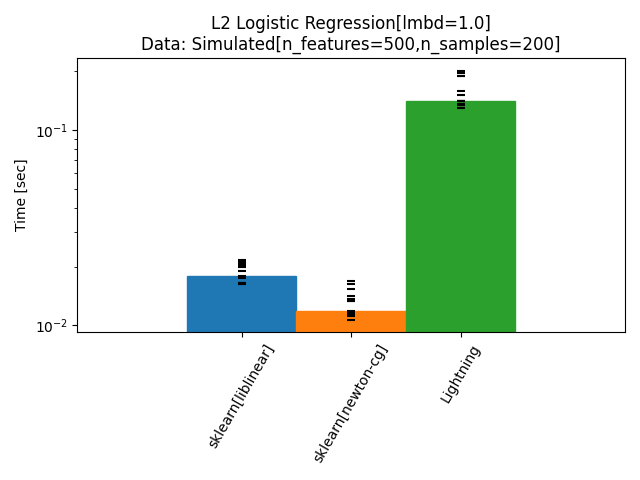 L2 Logistic Regression[lmbd=1.0]
Data: Simulated[n_features=500,n_samples=200]
Time [sec]
10⁻¹
10⁻²
sklearn[liblinear]
sklearn[newton-cg]
Lightning